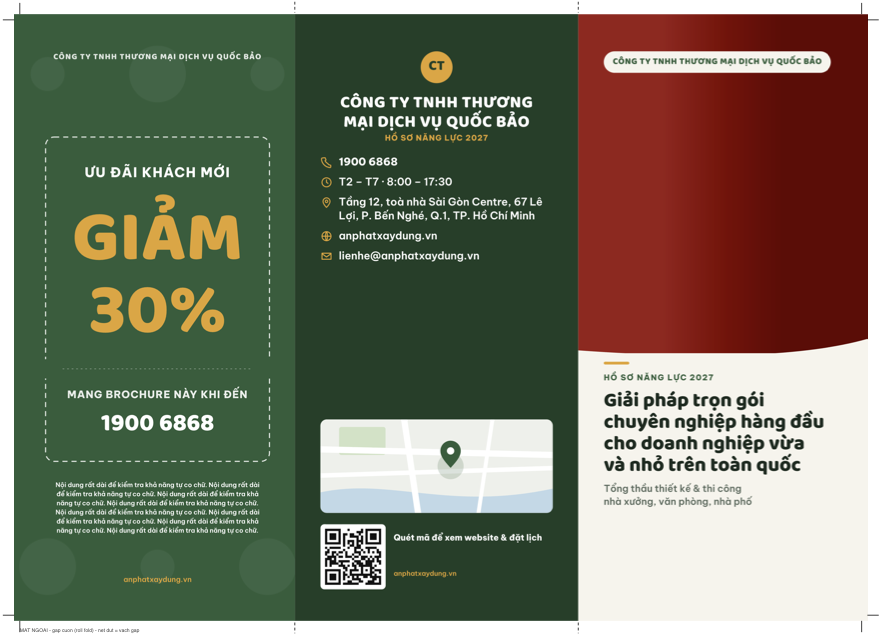 CÔNG TY TNHH THƯƠNG MẠI DỊCH VỤ QUỐC BẢO
ƯU ĐÃI KHÁCH MỚI
GIẢM
30%
MANG BROCHURE NÀY KHI ĐẾN
1900 6868
Nội dung rất dài để kiểm tra khả năng tự co chữ. Nội dung rất dài
để kiểm tra khả năng tự co chữ. Nội dung rất dài để kiểm tra khả
năng tự co chữ. Nội dung rất dài để kiểm tra khả năng tự co chữ.
Nội dung rất dài để kiểm tra khả năng tự co chữ. Nội dung rất dài
để kiểm tra khả năng tự co chữ. Nội dung rất dài để kiểm tra khả
năng tự co chữ. Nội dung rất dài để kiểm tra khả năng tự co chữ.
anphatxaydung.vn
CT
CÔNG TY TNHH THƯƠNG
MẠI DỊCH VỤ QUỐC BẢO
HỒ SƠ NĂNG LỰC 2027
1900 6868
T2 – T7 · 8:00 – 17:30
Tầng 12, toà nhà Sài Gòn Centre, 67 Lê
Lợi, P. Bến Nghé, Q.1, TP. Hồ Chí Minh
anphatxaydung.vn
lienhe@anphatxaydung.vn
Quét mã để xem website & đặt lịch
anphatxaydung.vn
CÔNG TY TNHH THƯƠNG MẠI DỊCH VỤ QUỐC BẢO
HỒ SƠ NĂNG LỰC 2027
Giải pháp trọn gói
chuyên nghiệp hàng đầu
cho doanh nghiệp vừa
và nhỏ trên toàn quốc
Tổng thầu thiết kế & thi công
nhà xưởng, văn phòng, nhà phố
MAT NGOAI - gap cuon (roll fold) - net dut = vach gap